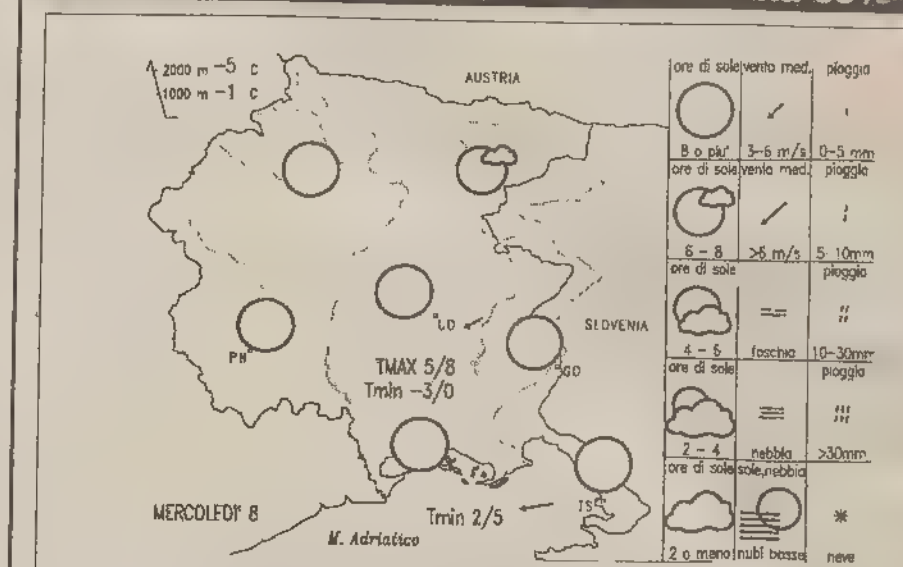 2000 m -5 c
1000 m -1 c
AUSTRIA
SLOVENIA
UD
PN
GO
TMAX 5/8
Tmin -3/0
TS
Tmin 2/5
MERCOLEDI' 8
M. Adriatico
ore di sole vento med. pioggia
8 o piu' 3-6 m/s 0-5 mm
ore di sole vento med. pioggia
6 - 8 >6 m/s 5-10mm
ore di sole pioggia
4 - 6 foschia 10-30mm
ore di sole pioggia
2 - 4 nebbia >30mm
ore di sole sole,nebbia
2 o meno nubi basse neve